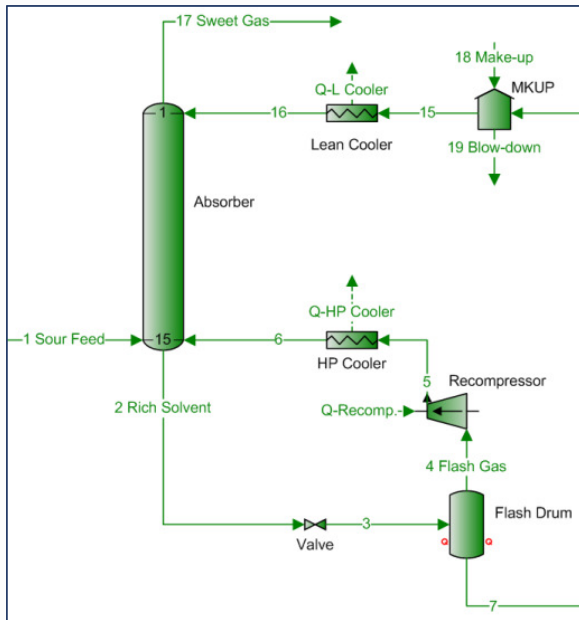 17 Sweet Gas
18 Make-up
Q-L Cooler
MKUP
1
16
15
Lean Cooler
19 Blow-down
Absorber
Q-HP Cooler
1 Sour Feed
15
6
HP Cooler
5
Recompressor
2 Rich Solvent
Q-Recomp.
4 Flash Gas
Flash Drum
3
Valve
Q
Q
7